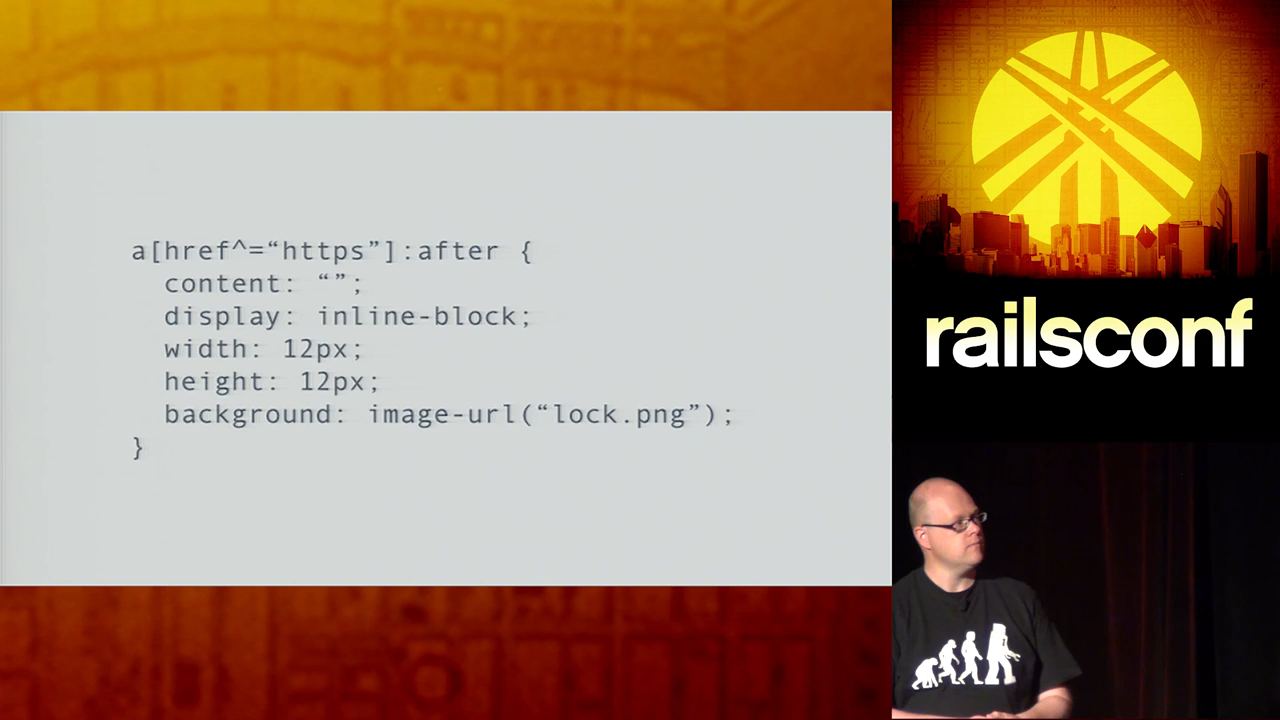 a[href^=“https”]:after {
content: “”;
display: inline-block;
width: 12px;
height: 12px;
background: image-url(“lock.png”);
}
railsconf